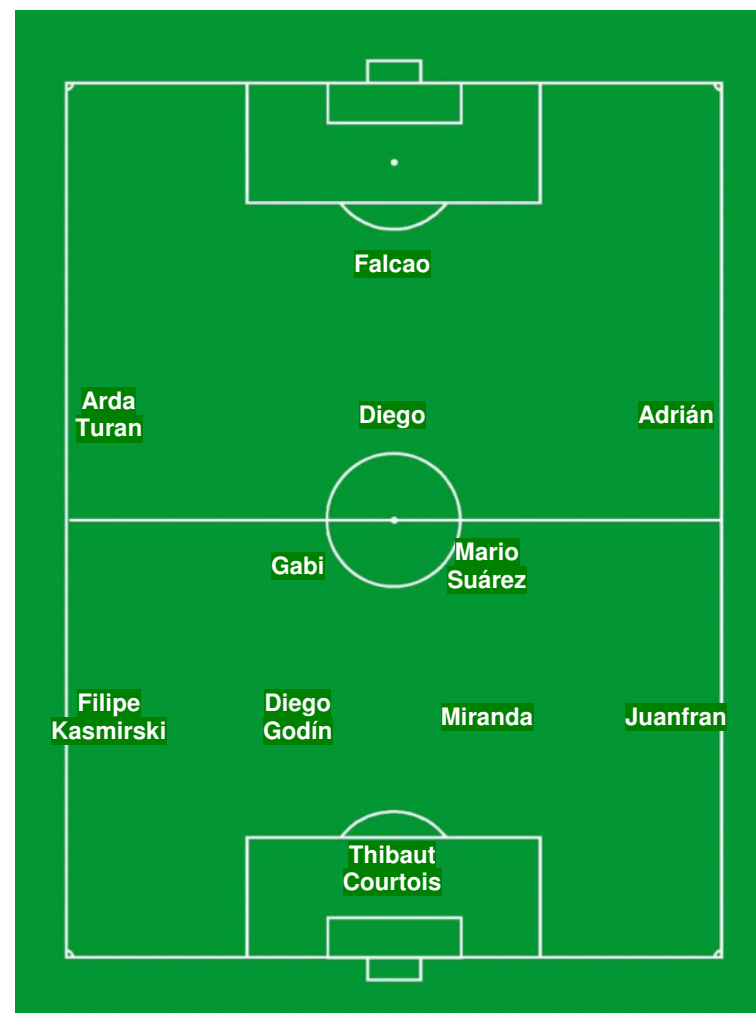 Falcao
Arda
Turan
Diego
Adrián
Gabi
Mario
Suárez
Filipe
Kasmirski
Diego
Godín
Miranda
Juanfran
Thibaut
Courtois